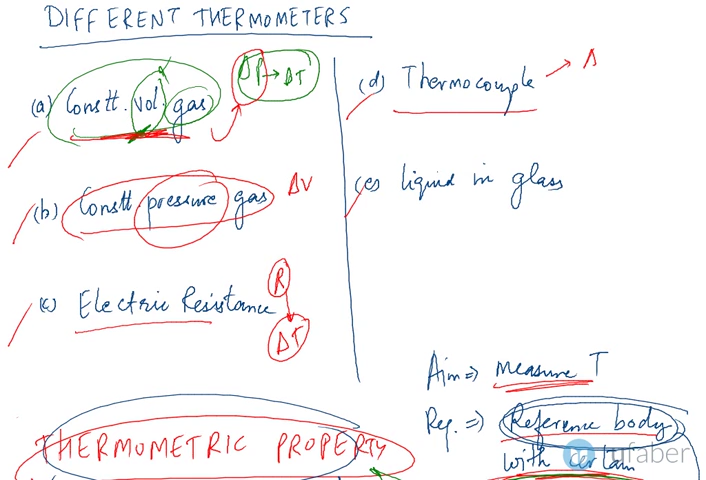 DIFFERENT THERMOMETERS
(a) Constt. vol. gas
ΔP → ΔT
(b) Constt pressure gas ΔV
(c) Electric Resistance
R
ΔT
(d) Thermocouple → Δ
(e) liquid in glass
Aim => measure T
Req. => Reference body
with certain
THERMOMETRIC PROPERTY